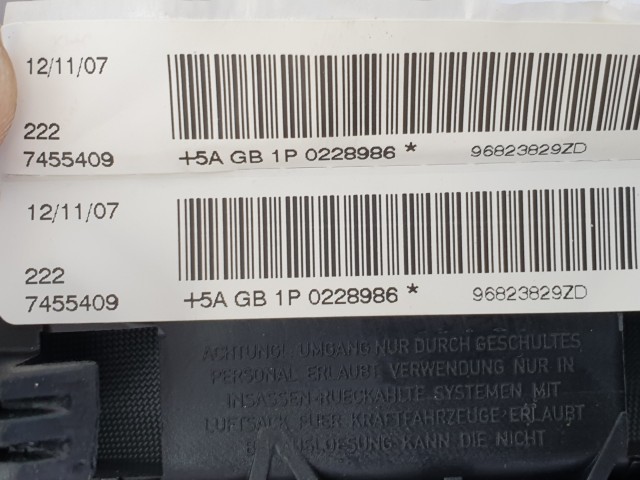 12/11/07
222
7455409 +5A GB 1P 0228986 * 96823829ZD
12/11/07
222
7455409 +5A GB 1P 0228986 * 96823829ZD
ACHTUNG! UMGANG NUR DURCH GESCHULTES
PERSONAL ERLAUBT VERWENDUNG NUR IN
INSASSEN-RUECKHALTE SYSTEMEN MIT
LUFTSACK FUER KRAFTFAHRZEUGE ERLAUBT
KANN DIE NICHT